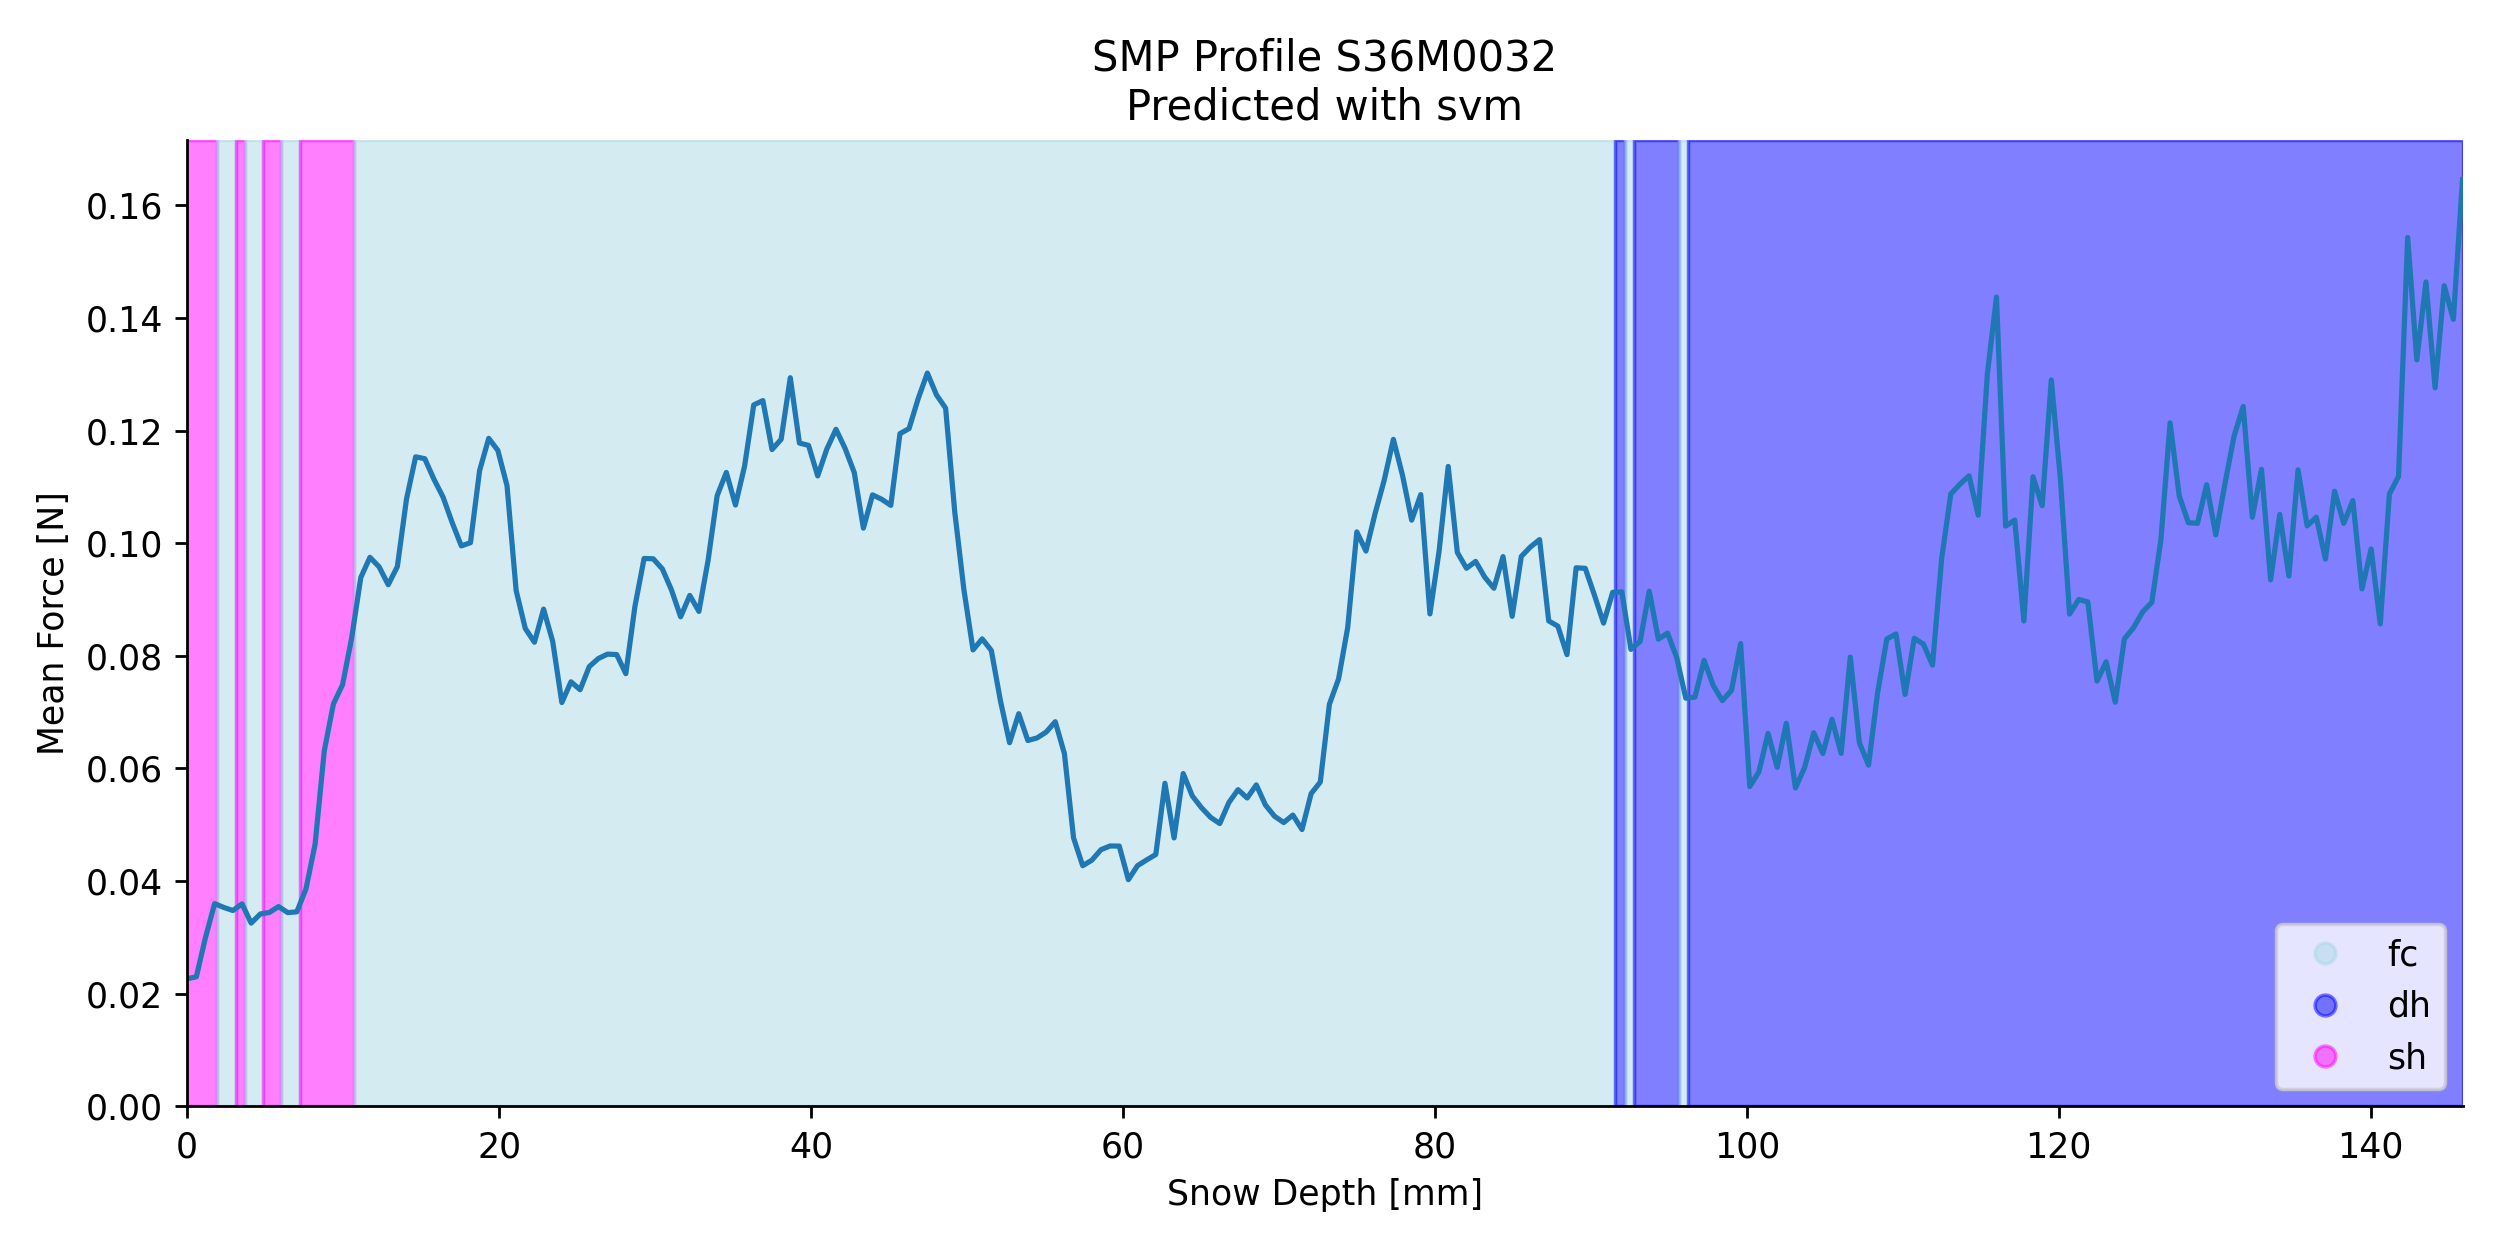 SMP Profile S36M0032
Predicted with svm
Mean Force [N]
0.16
0.14
0.12
0.10
0.08
0.06
0.04
0.02
0.00
0 20 40 60 80 100 120 140
Snow Depth [mm]
fc
dh
sh